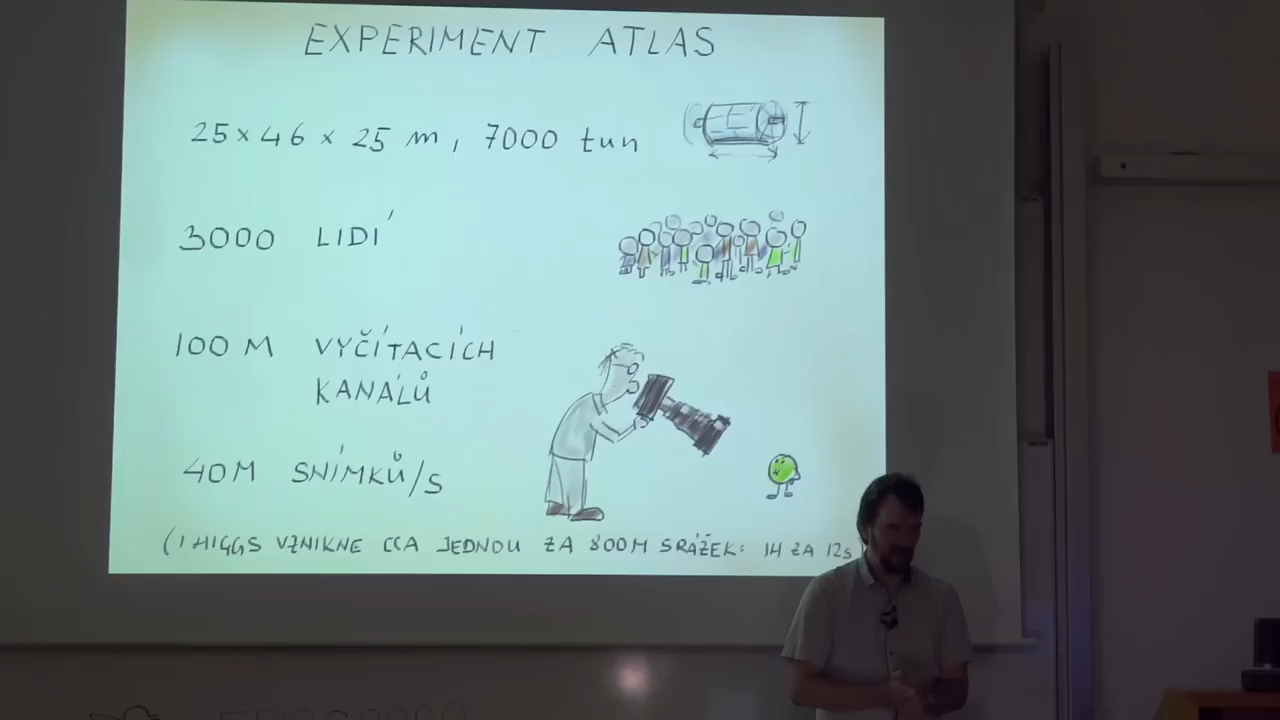 EXPERIMENT ATLAS
25 x 46 x 25 m, 7000 tun
3000 LIDÍ
100 M VYČÍTACÍCH
KANÁLŮ
40M SNÍMKŮ/S
(1 HIGGS VZNIKNE CCA JEDNOU ZA 800M SRÁŽEK: 1H ZA 12s